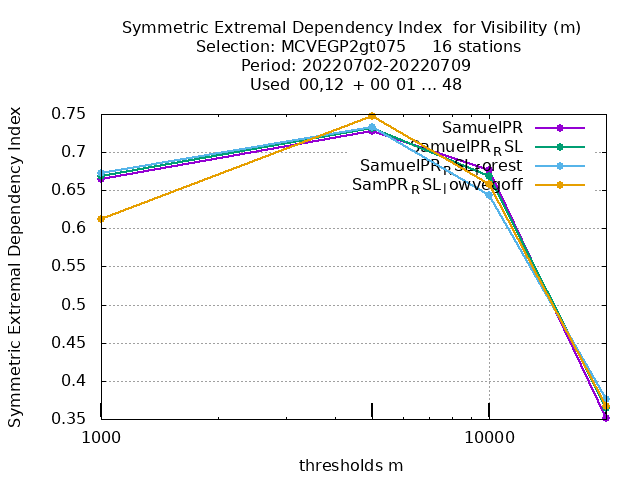 Symmetric Extremal Dependency Index for Visibility (m)
Selection: MCVEGP2gt075 16 stations
Period: 20220702-20220709
Used 00,12 + 00 01 ... 48
Symmetric Extremal Dependency Index
0.75
0.7
0.65
0.6
0.55
0.5
0.45
0.4
0.35
SamuelPR
SamuelPR_RSL
SamPR_RSL_lowvegoff
1000
10000
thresholds m